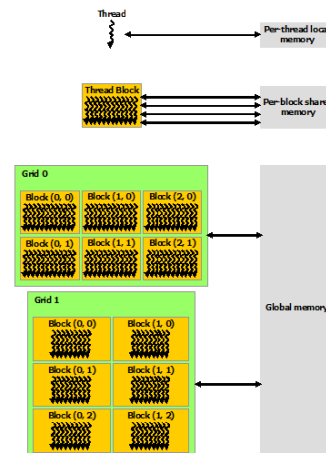 Thread
Per-thread local
memory
Thread Block
Per-block share
memory
Grid 0
Block (0, 0) Block (1, 0) Block (2, 0)
Block (0, 1) Block (1, 1) Block (2, 1)
Grid 1
Global memory
Block (0, 0) Block (1, 0)
Block (0, 1) Block (1, 1)
Block (0, 2) Block (1, 2)